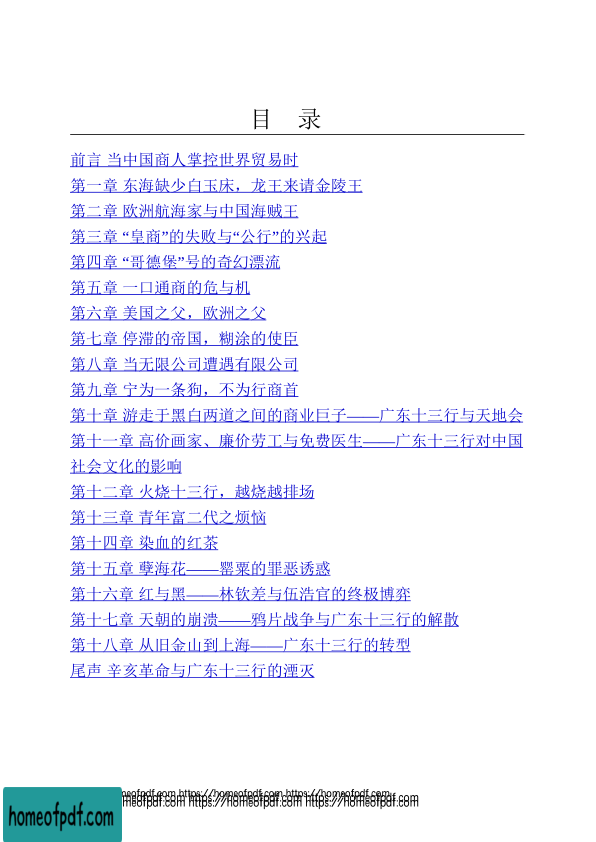 目 录
前言 当中国商人掌控世界贸易时
第一章 东海缺少白玉床，龙王来请金陵王
第二章 欧洲航海家与中国海贼王
第三章 “皇商”的失败与“公行”的兴起
第四章 “哥德堡”号的奇幻漂流
第五章 一口通商的危与机
第六章 美国之父，欧洲之父
第七章 停滞的帝国，糊涂的使臣
第八章 当无限公司遭遇有限公司
第九章 宁为一条狗，不为行商首
第十章 游走于黑白两道之间的商业巨子——广东十三行与天地会
第十一章 高价画家、廉价劳工与免费医生——广东十三行对中国
社会文化的影响
第十二章 火烧十三行，越烧越排场
第十三章 青年富二代之烦恼
第十四章 染血的红茶
第十五章 孽海花——罂粟的罪恶诱惑
第十六章 红与黑——林钦差与伍浩官的终极博弈
第十七章 天朝的崩溃——鸦片战争与广东十三行的解散
第十八章 从旧金山到上海——广东十三行的转型
尾声 辛亥革命与广东十三行的湮灭
meofpdf.com https://homeofpdf.com https://homeofpdf.com
meofpdf.com https://homeofpdf.com https://homeofpdf.com
homeofpdf.com